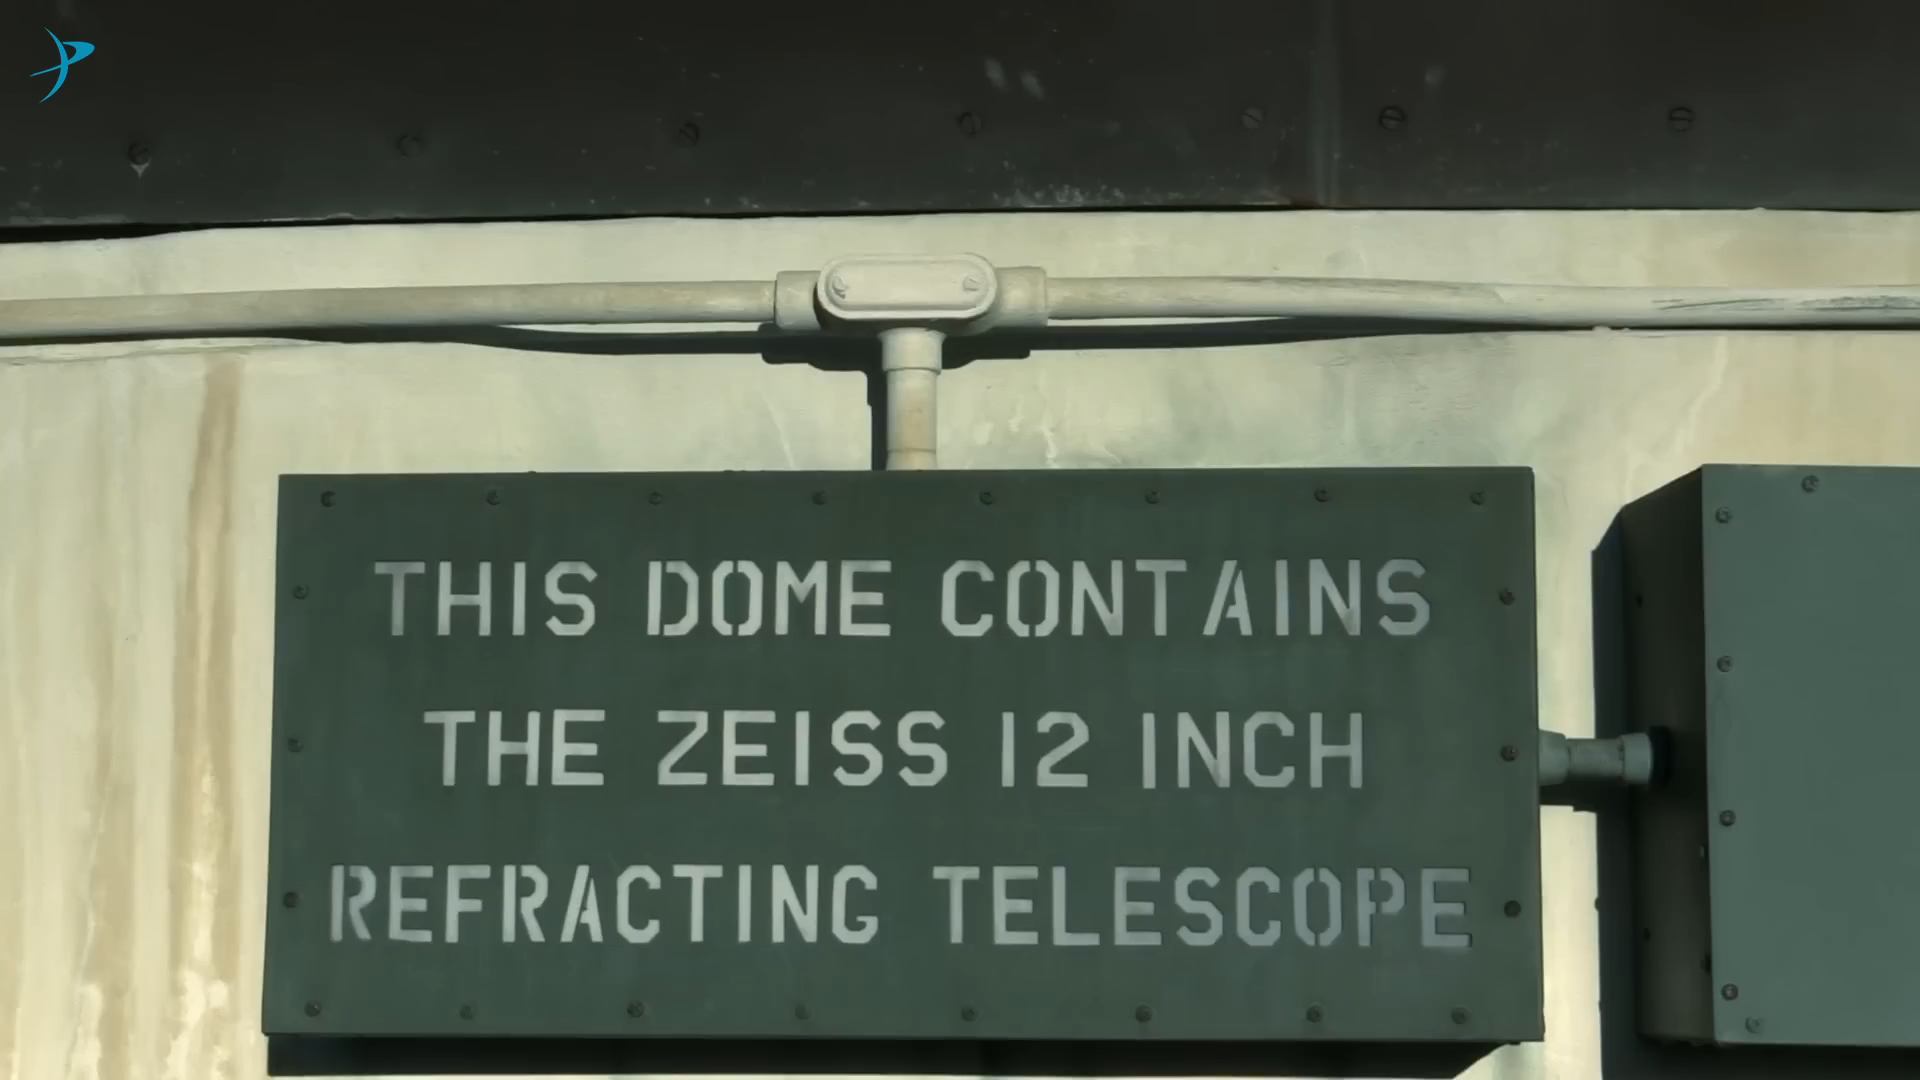 THIS DOME CONTAINS
THE ZEISS 12 INCH
REFRACTING TELESCOPE